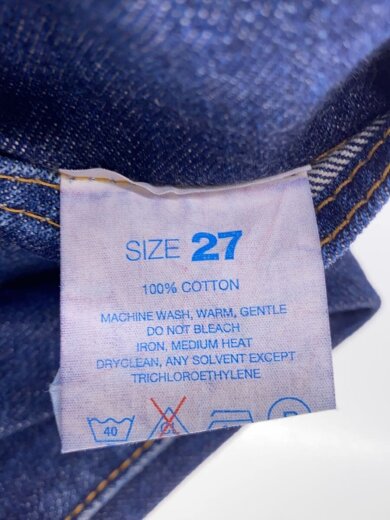 SIZE 27
100% COTTON
MACHINE WASH, WARM, GENTLE
DO NOT BLEACH
IRON, MEDIUM HEAT
DRYCLEAN, ANY SOLVENT EXCEPT
TRICHLOROETHYLENE
40 CL P